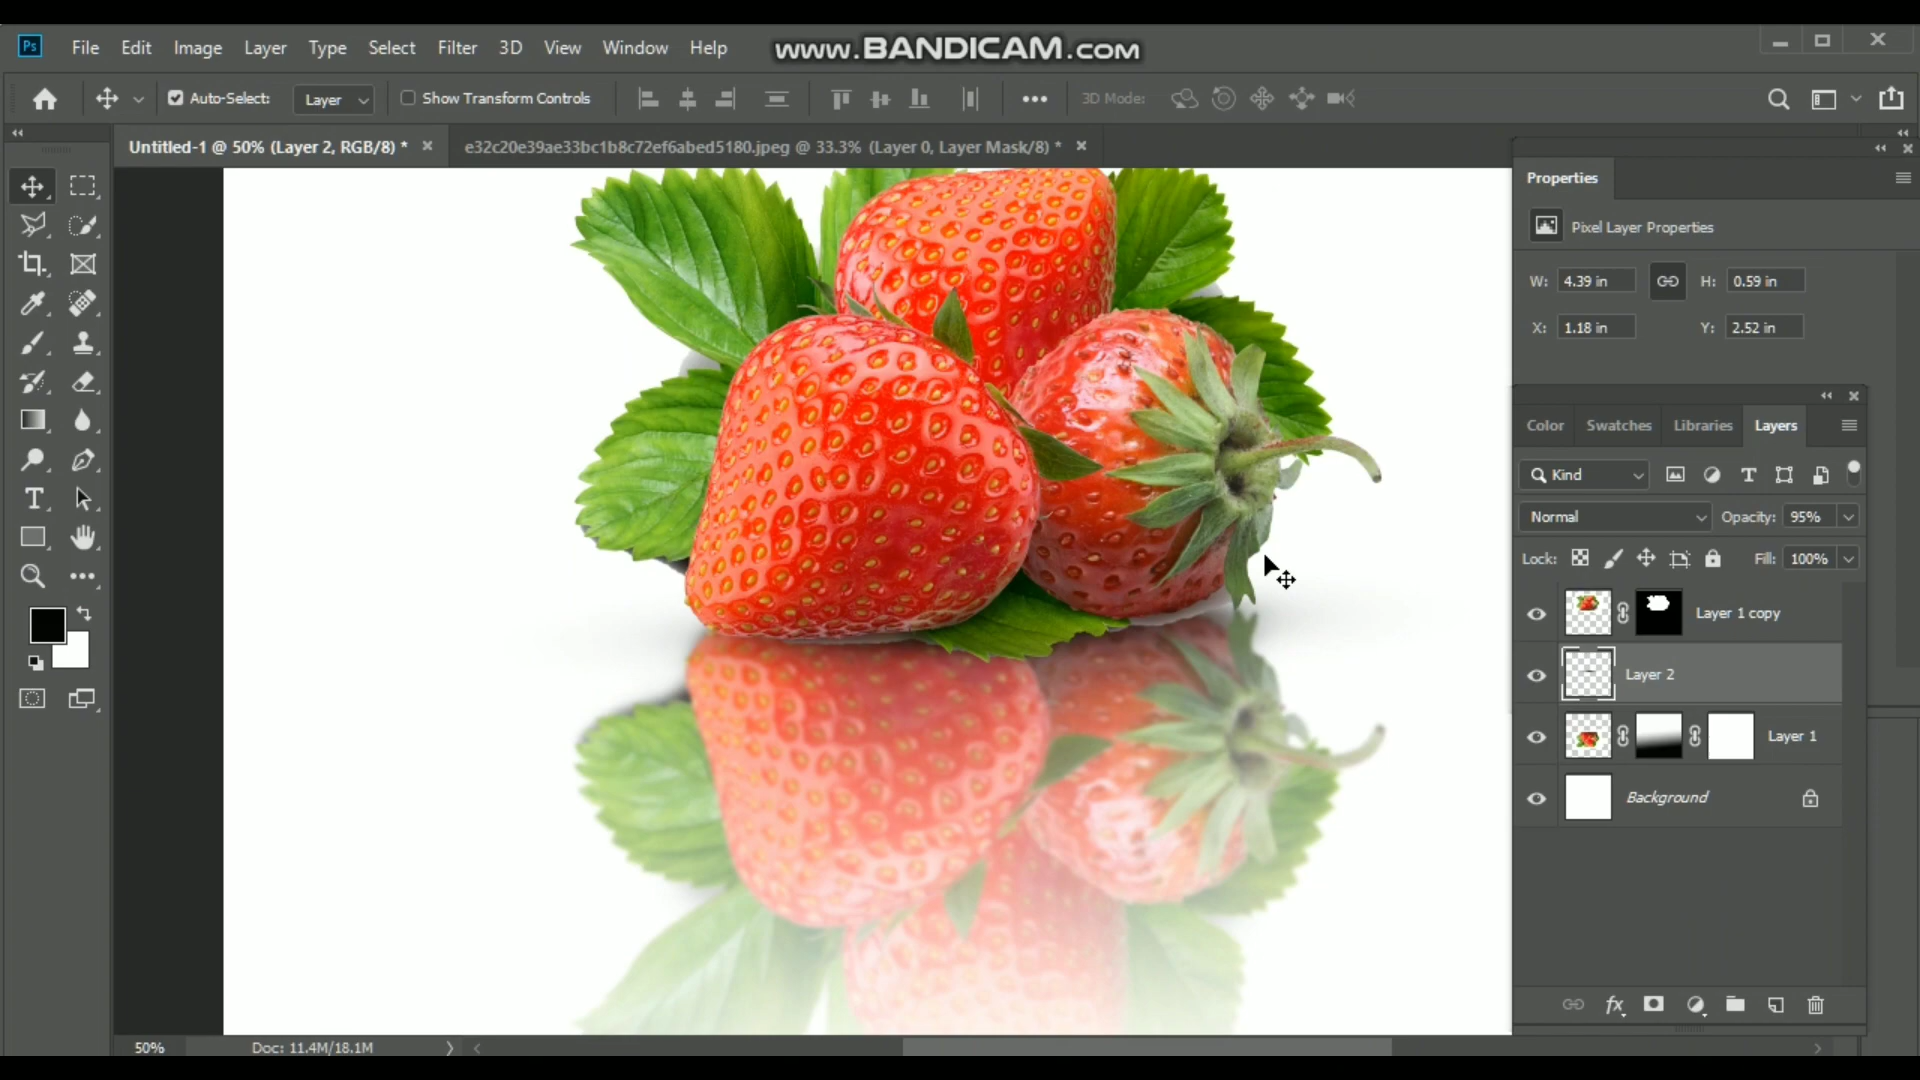 Ps File Edit Image Layer Type Select Filter 3D View Window Help www.BANDICAM.com
Auto-Select: Layer Show Transform Controls 3D Mode:
Untitled-1 @ 50% (Layer 2, RGB/8) * e32c20e39ae33bc1b8c72ef6abed5180.jpeg @ 33.3% (Layer 0, Layer Mask/8) *
Properties
Pixel Layer Properties
W: 4.39 in H: 0.59 in
X: 1.18 in Y: 2.52 in
Color Swatches Libraries Layers
Kind
Normal Opacity: 95%
Lock: Fill: 100%
Layer 1 copy
Layer 2
Layer 1
Background
fx
50% Doc: 11.4M/18.1M